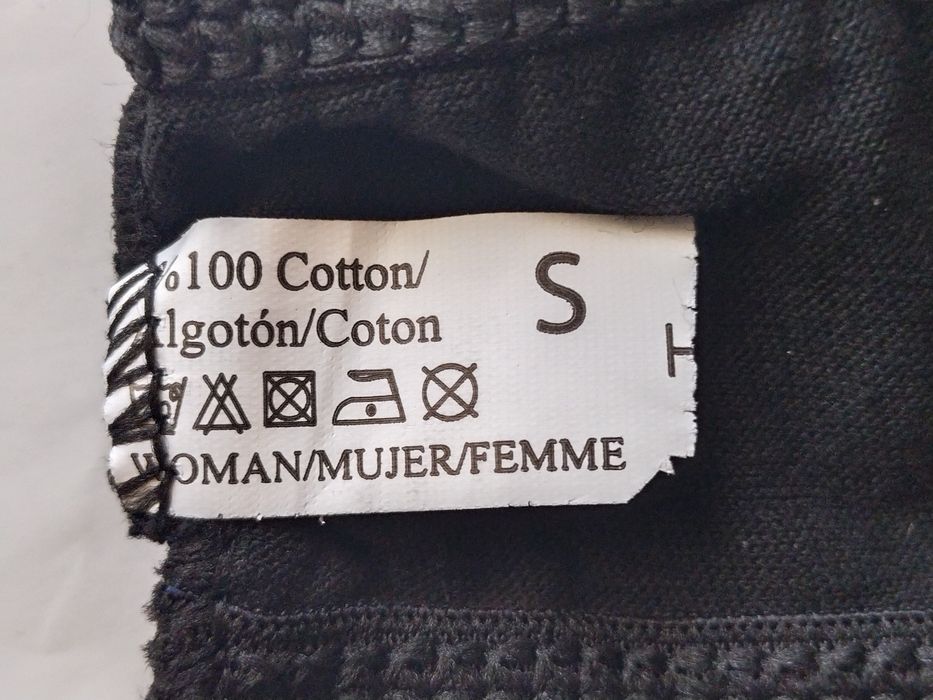 %100 Cotton/
S
lgotón/Coton
H
WOMAN/MUJER/FEMME